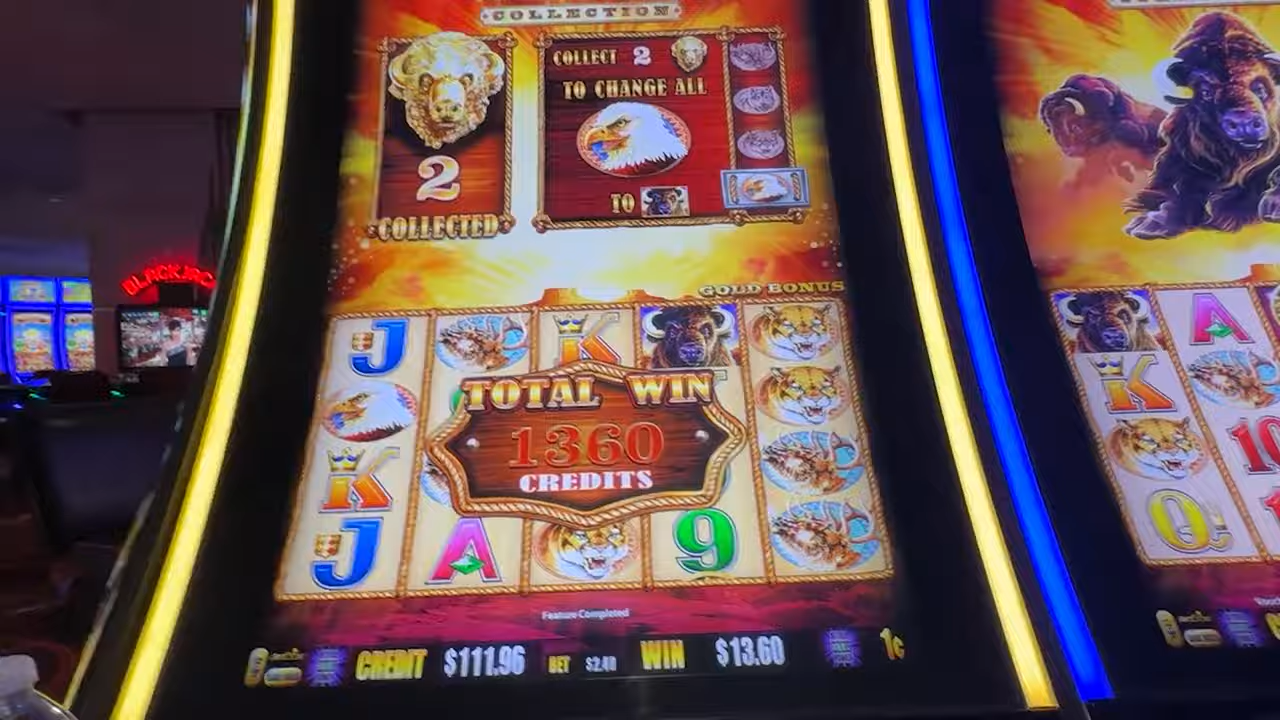 COLLECTION
COLLECT 2
TO CHANGE ALL
TO
2
COLLECTED
GOLD BONUS
BLACKJAC
J
K
TOTAL WIN
1360
CREDITS
K
J
A
9
A
K
10
Q
Feature Completed
CREDIT $111.96 BET $2.40 WIN $13.60 1¢